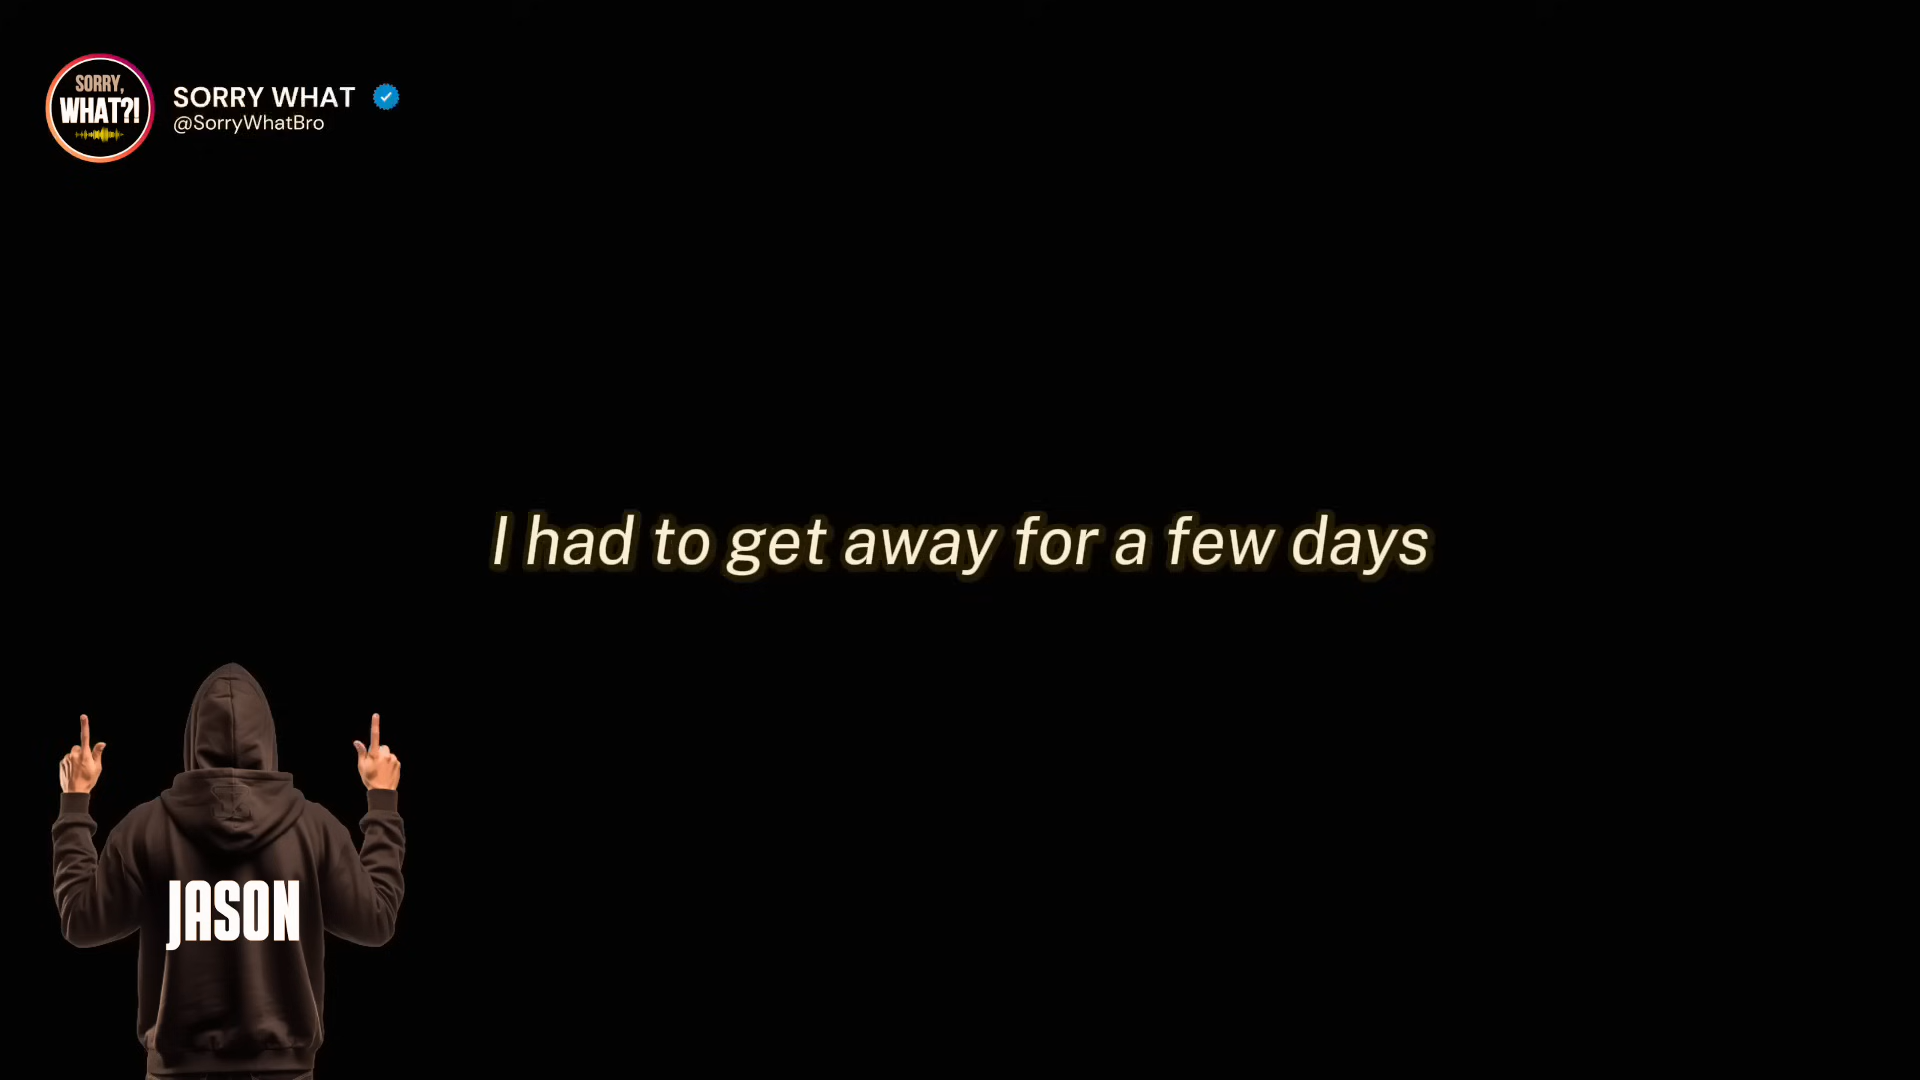 SORRY,
WHAT?!
SORRY WHAT
@SorryWhatBro
I had to get away for a few days
JASON